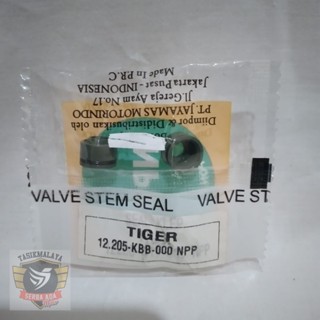 Made in P.R.C
Jakarta Pusat - INDONESIA
Jl.Gereja Ayam No.17
PT. JAYAMAS MOTORINDO
Diimpor & Didistribusikan oleh
VALVE STEM SEAL
VALVE ST
TIGER
12.205-KBB-000 NPP
TASIKMALAYA